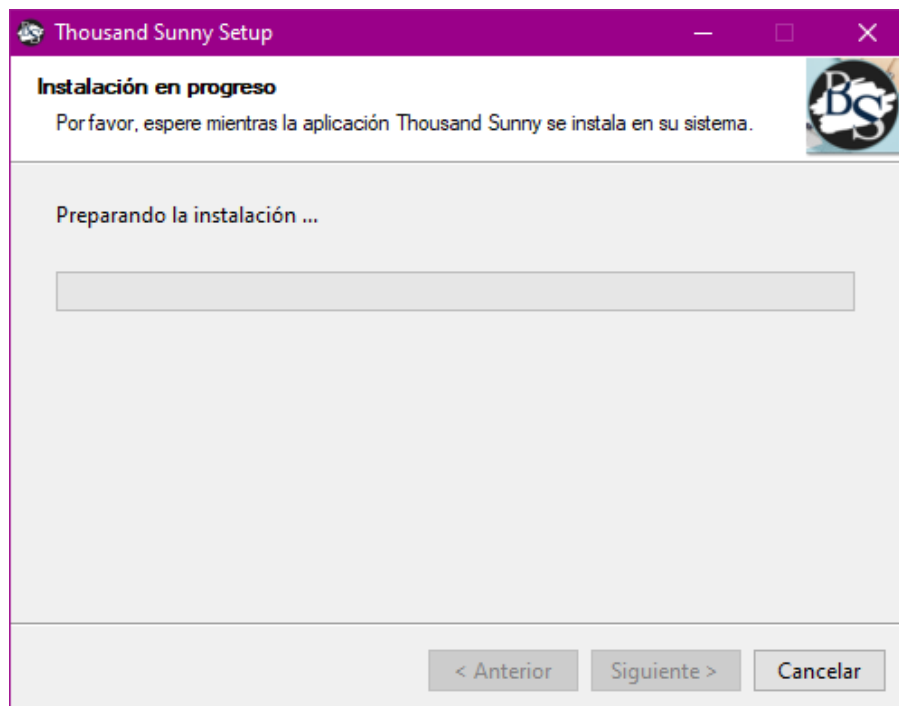 Thousand Sunny Setup
Instalación en progreso
Por favor, espere mientras la aplicación Thousand Sunny se instala en su sistema.
BS
Preparando la instalación ...
< Anterior
Siguiente >
Cancelar